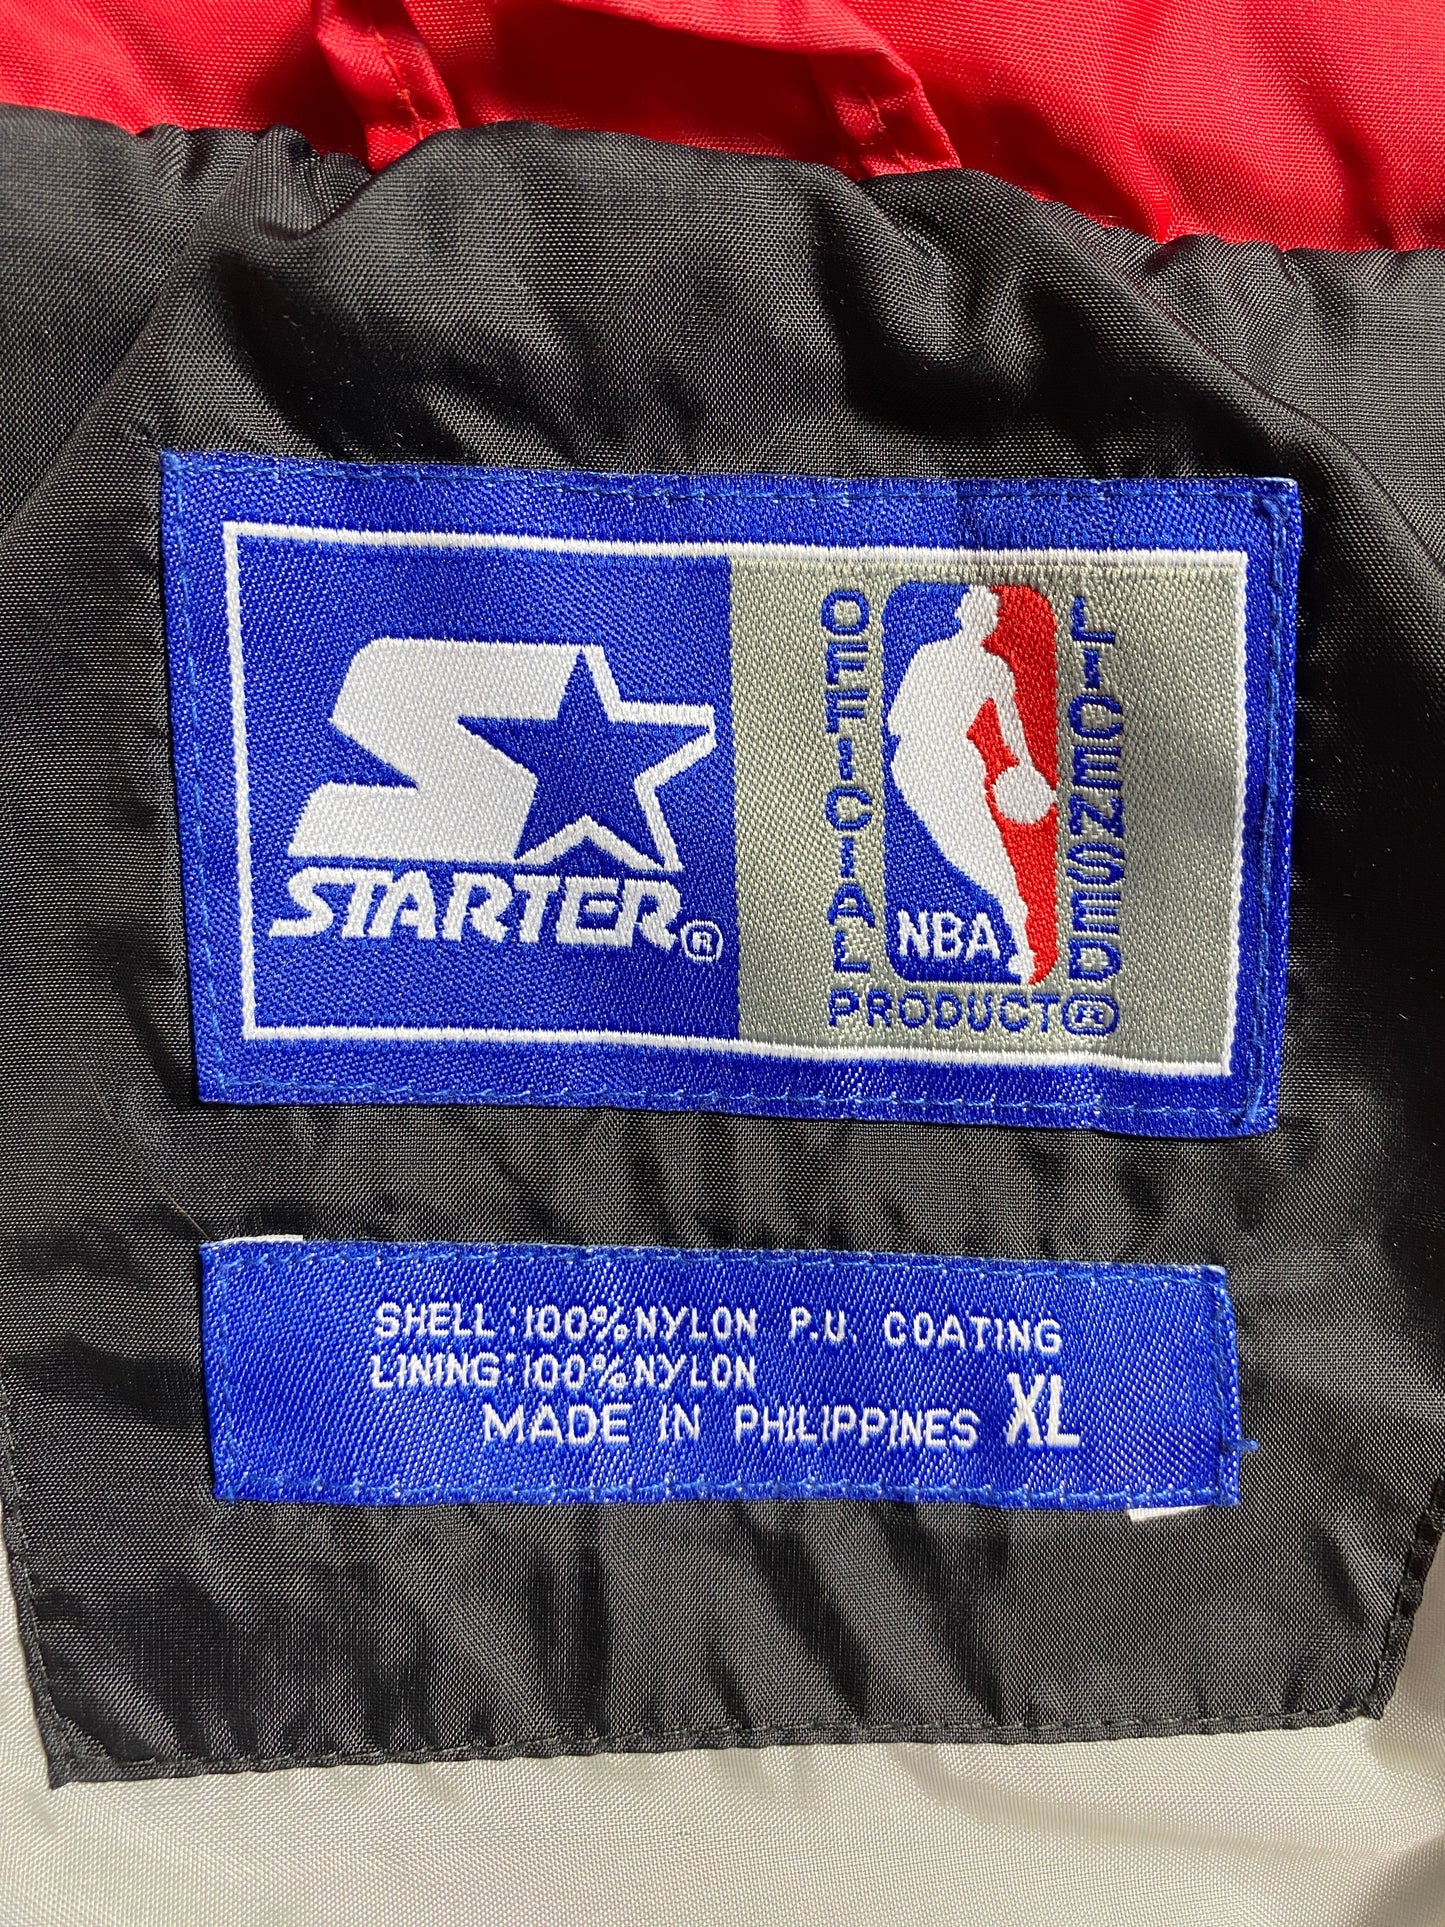 STARTER®
OFFICIAL
LICENSED
NBA
PRODUCT®
SHELL:100%NYLON P.U. COATING
LINING:100%NYLON
MADE IN PHILIPPINES XL